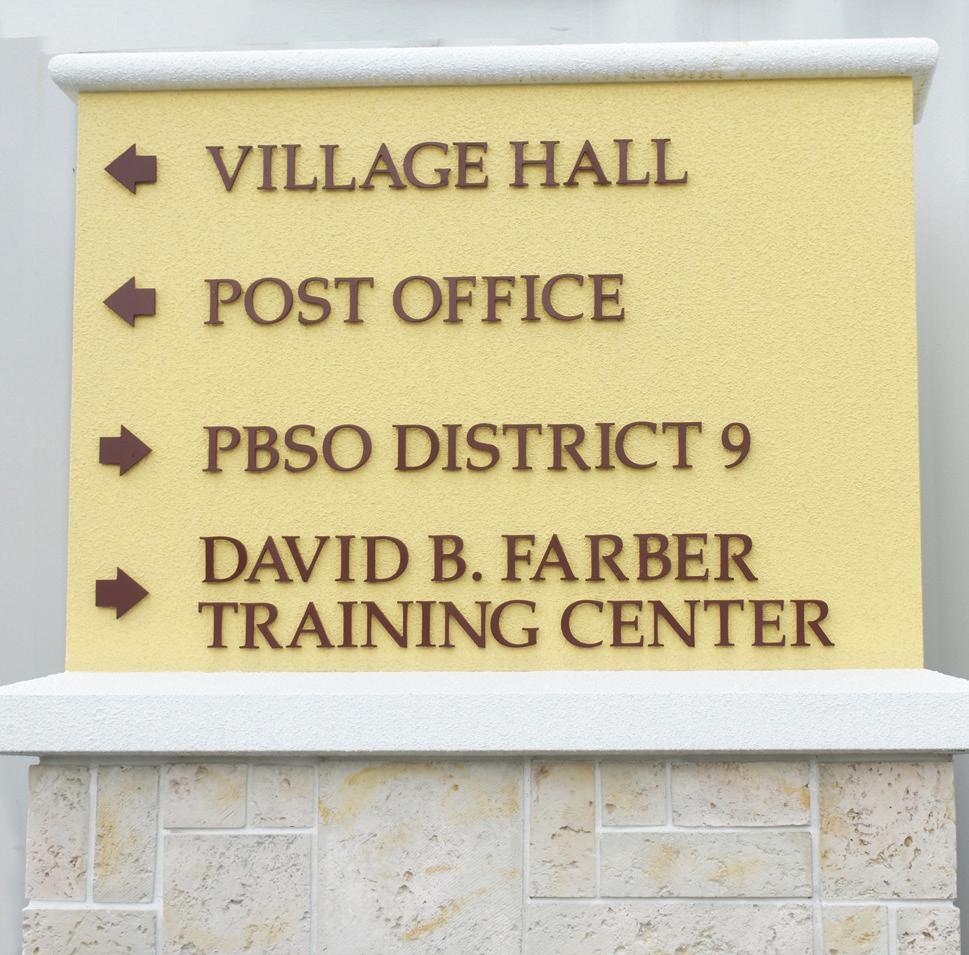 VILLAGE HALL
POST OFFICE
PBSO DISTRICT 9
DAVID B. FARBER
TRAINING CENTER